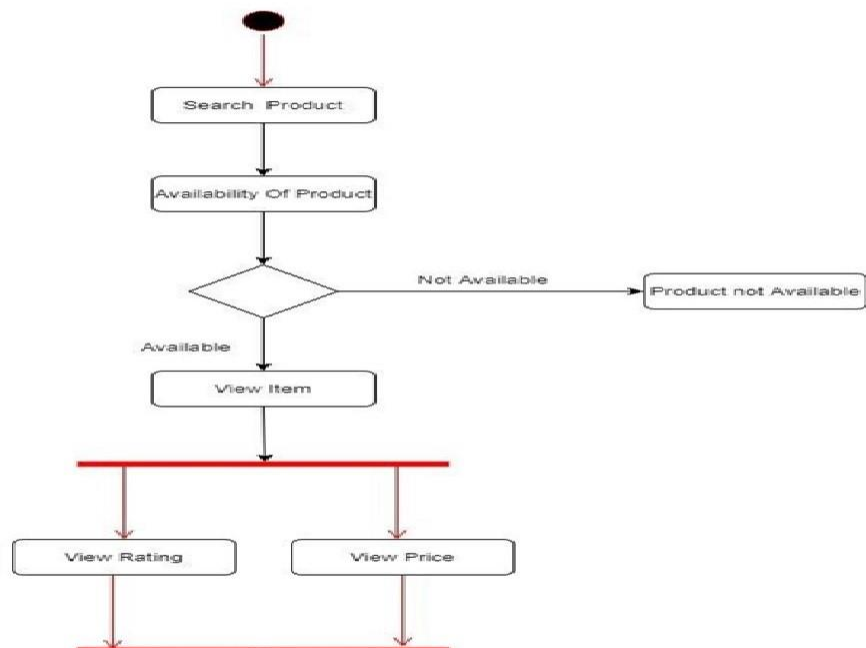 Search Product
Availability Of Product
Not Available
Product not Available
Available
View Item
View Rating
View Price